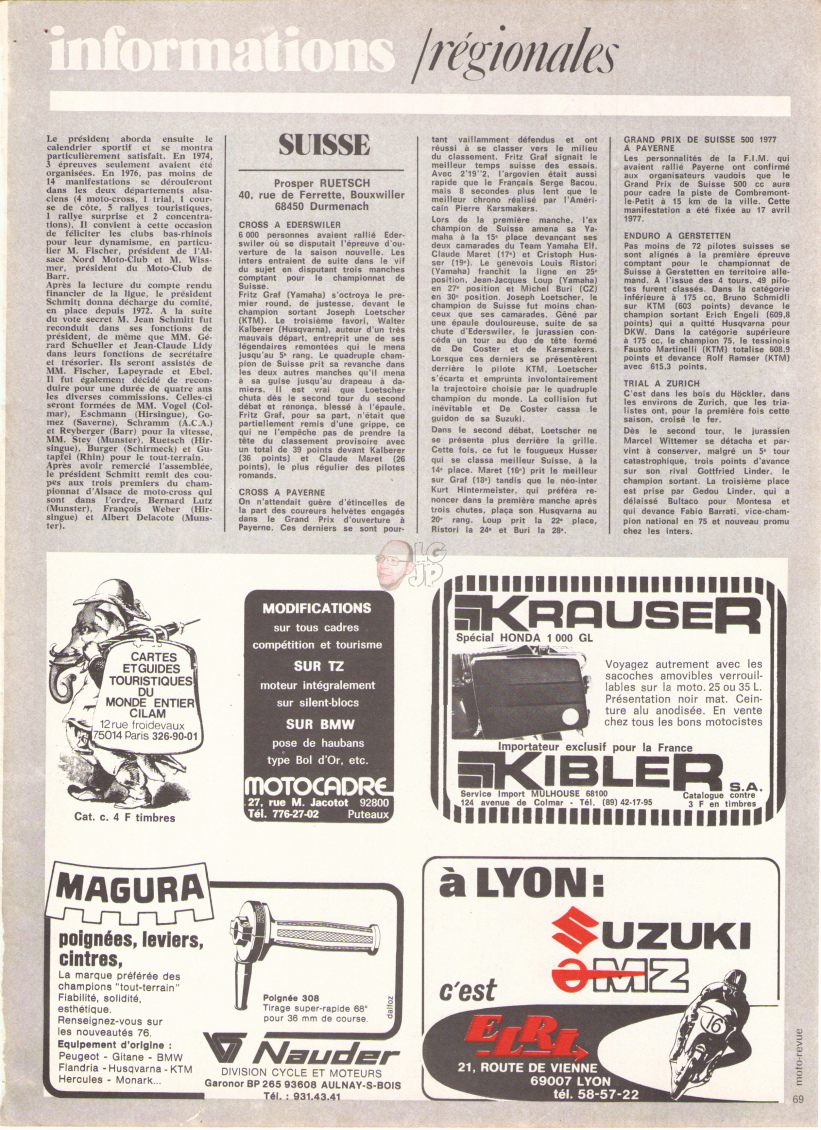 informations /régionales
Le président aborda ensuite le
calendrier sportif et se montra
particulièrement satisfait. En 1974,
3 épreuves seulement avaient été
organisées. En 1976, pas moins de
14 manifestations se dérouleront
dans les deux départements alsa-
ciens (4 moto-cross, 1 trial, 1 cour-
se de côte, 5 rallyes touristiques,
1 rallye surprise et 2 concentra-
tions). Il convient à cette occasion
de féliciter les clubs bas-rhinois
pour leur dynamisme, en particu-
lier M. Fischer, président de l'Al-
sace Nord Moto-Club et M. Wiss-
mer, président du Moto-Club de
Barr.
Après la lecture du compte rendu
financier de la ligue, le président
Schmitt donna décharge du comité,
en place depuis 1972. A la suite
du vote secret M. Jean Schmitt fut
reconduit dans ses fonctions de
président, de même que MM. Gé-
rard Schueller et Jean-Claude Lidy
dans leurs fonctions de secrétaire
et trésorier. Ils seront assistés de
MM. Fischer, Lapeyrade et Ebel.
Il fut également décidé de recon-
duire pour une durée de quatre ans
les diverses commissions. Celles-ci
seront formées de MM. Vogel (Col-
mar), Eschmann (Hirsingue), Go-
mez (Saverne), Schramm (A.C.A.)
et Reyberger (Barr) pour la vitesse,
MM. Stey (Munster), Ruetsch (Hir-
singue), Burger (Schirmeck) et Gu-
tapfel (Rhin) pour le tout-terrain.
Après avoir remercié l'assemblée,
le président Schmitt remit des cou-
pes aux trois premiers du cham-
pionnat d'Alsace de moto-cross qui
sont dans l'ordre, Bernard Lutz
(Munster), François Weber (Hir-
singue) et Albert Delacote (Muns-
ter).
SUISSE
Prosper RUETSCH
40, rue de Ferrette, Bouxwiller
68450 Durmenach
CROSS A EDERSWILER
6 000 personnes avaient rallié Eder-
swiler où se disputait l'épreuve d'ou-
verture de la saison nouvelle. Les
inters entraient de suite dans le vif
du sujet en disputant trois manches
comptant pour le championnat de
Suisse.
Fritz Graf (Yamaha) s'octroya le pre-
mier round, de justesse, devant le
champion sortant Joseph Loetscher
(KTM). Le troisième favori, Walter
Kalberer (Husqvarna), auteur d'un très
mauvais départ, entreprit une de ses
légendaires remontées qui le mena
jusqu'au 5e rang. Le quadruple cham-
pion de Suisse prit sa revanche dans
les deux autres manches qu'il mena
à sa guise jusqu'au drapeau à da-
miers. Il est vrai que Loetscher
chuta dès le second tour du second
débat et renonça, blessé à l'épaule.
Fritz Graf, pour sa part, n'était que
partiellement remis d'une grippe, ce
qui ne l'empêche pas de prendre la
tête du classement provisoire avec
un total de 39 points devant Kalberer
(36 points) et Claude Maret (26
points), le plus régulier des pilotes
romands.
CROSS A PAYERNE
On n'attendait guère d'étincelles de
la part des coureurs helvètes engagés
dans le Grand Prix d'ouverture à
Payerne. Ces derniers se sont pour-
tant vaillamment défendus et ont
réussi à se classer vers le milieu
du classement. Fritz Graf signait le
meilleur temps suisse des essais.
Avec 2'19''2, l'argovien était aussi
rapide que le Français Serge Bacou,
mais 8 secondes plus lent que le
meilleur chrono réalisé par l'Améri-
cain Pierre Karsmakers.
Lors de la première manche, l'ex
champion de Suisse amena sa Ya-
maha à la 15e place devançant ses
deux camarades du Team Yamaha Elf,
Claude Maret (17e) et Cristoph Hus-
ser (19e). Le genevois Louis Ristori
(Yamaha) franchit la ligne en 25e
position, Jean-Jacques Loup (Yamaha)
en 27e position et Michel Buri (CZ)
en 30e position. Joseph Loetscher, le
champion de Suisse fut moins chan-
ceux que ses camarades. Gêné par
une épaule douloureuse, suite de sa
chute d'Ederswiler, le jurassien con-
céda un tour au duo de tête formé
de De Coster et de Karsmakers.
Lorsque ces derniers se présentèrent
derrière le pilote KTM, Loetscher
s'écarta et emprunta involontairement
la trajectoire choisie par le quadruple
champion du monde. La collision fut
inévitable et De Coster cassa le
guidon de sa Suzuki.
Dans le second débat, Loetscher ne
se présenta plus derrière la grille.
Cette fois, ce fut le fougueux Husser
qui se classa meilleur Suisse, à la
14e place. Maret (16e) prit le meilleur
sur Graf (18e) tandis que le néo-inter
Kurt Hintermeister, qui préféra re-
noncer dans la première manche après
trois chutes, plaça son Husqvarna au
20e rang. Loup prit la 22e place,
Ristori la 24e et Buri la 28e.
GRAND PRIX DE SUISSE 500 1977
A PAYERNE
Les personnalités de la F.I.M. qui
avaient rallié Payerne ont confirmé
aux organisateurs vaudois que le
Grand Prix de Suisse 500 cc aura
pour cadre la piste de Combremont-
le-Petit à 15 km de la ville. Cette
manifestation a été fixée au 17 avril
1977.
ENDURO A GERSTETTEN
Pas moins de 72 pilotes suisses se
sont alignés à la première épreuve
comptant pour le championnat de
Suisse à Gerstetten en territoire alle-
mand. A l'issue des 4 tours, 49 pilo-
tes furent classés. Dans la catégorie
inférieure à 175 cc, Bruno Schmidli
sur KTM (603 points) devance le
champion sortant Erich Engeli (609,8
points) qui a quitté Husqvarna pour
DKW. Dans la catégorie supérieure
à 175 cc. le champion 75, le tessinois
Fausto Martinelli (KTM) totalise 608.9
points et devance Rolf Ramser (KTM)
avec 615,3 points.
TRIAL A ZURICH
C'est dans les bois du Höckler, dans
les environs de Zurich, que les tria-
listes ont, pour la première fois cette
saison, croisé le fer.
Dès le second tour, le jurassien
Marcel Wittemer se détacha et par-
vint à conserver, malgré un 5e tour
catastrophique, trois points d'avance
sur son rival Gottfried Linder, le
champion sortant. La troisième place
est prise par Gedou Linder, qui a
délaissé Bultaco pour Montesa et
qui devance Fabio Barrati, vice-cham-
pion national en 75 et nouveau promu
chez les inters.
LG
JP
CARTES
ET GUIDES
TOURISTIQUES
DU
MONDE ENTIER
CILAM
12 rue froidevaux
75014 Paris 326-90-01
Cat. c. 4 F timbres
MODIFICATIONS
sur tous cadres
compétition et tourisme
SUR TZ
moteur intégralement
sur silent-blocs
SUR BMW
pose de haubans
type Bol d'Or, etc.
MOTOCADRE
27, rue M. Jacotot 92800
Tél. 776-27-02 Puteaux
KRAUSER
Spécial HONDA 1 000 GL
Voyagez autrement avec les
sacoches amovibles verrouil-
lables sur la moto. 25 ou 35 L.
Présentation noir mat. Cein-
ture alu anodisée. En vente
chez tous les bons motocistes
Importateur exclusif pour la France
KIBLER S.A.
Service Import MULHOUSE 68100
124 avenue de Colmar - Tél. (89) 42-17-95
Catalogue contre
3 F en timbres
MAGURA
poignées, leviers,
cintres,
La marque préférée des
champions "tout-terrain"
Fiabilité, solidité,
esthétique.
Renseignez-vous sur
les nouveautés 76.
Equipement d'origine :
Peugeot - Gitane - BMW
Flandria - Husqvarna - KTM
Hercules - Monark...
Poignée 308
Tirage super-rapide 68°
pour 36 mm de course.
dalloz
Nauder
DIVISION CYCLE ET MOTEURS
Garonor BP 265 93608 AULNAY-S-BOIS
Tél. : 931.43.41
à LYON:
SUZUKI
MZ
c'est
ELRL
16
21, ROUTE DE VIENNE
69007 LYON
tél. 58-57-22
moto-revue
69